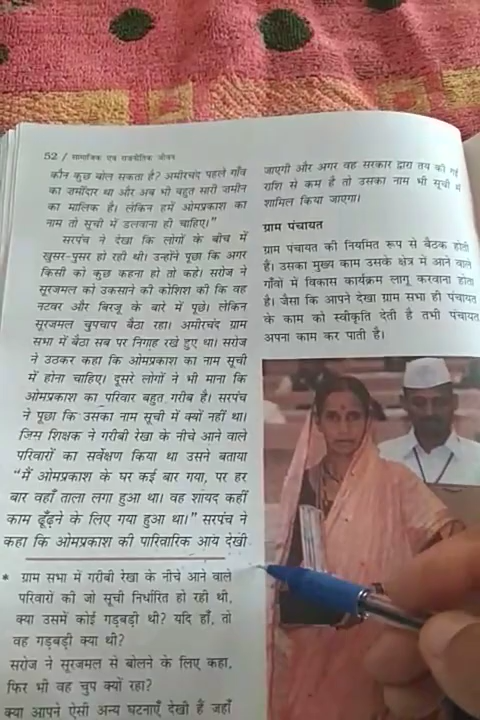 52 / सामाजिक एवं राजनीतिक जीवन
कौन कुछ बोल सकता है? अमीरचंद पहले गाँव
का ज़मींदार था और अब भी बहुत सारी ज़मीन
का मालिक है। लेकिन हमें ओमप्रकाश का
नाम तो सूची में डलवाना ही चाहिए।"
सरपंच ने देखा कि लोगों के बीच में
खुसर-पुसर हो रही थी। उन्होंने पूछा कि अगर
किसी को कुछ कहना हो तो कहे। सरोज ने
सूरजमल को उकसाने की कोशिश की कि वह
नटवर और बिरजू के बारे में पूछे। लेकिन
सूरजमल चुपचाप बैठा रहा। अमीरचंद ग्राम
सभा में बैठा सब पर निगाह रखे हुए था। सरोज
ने उठकर कहा कि ओमप्रकाश का नाम सूची
में होना चाहिए। दूसरे लोगों ने भी माना कि
ओमप्रकाश का परिवार बहुत गरीब है। सरपंच
ने पूछा कि उसका नाम सूची में क्यों नहीं था।
जिस शिक्षक ने गरीबी रेखा के नीचे आने वाले
परिवारों का सर्वेक्षण किया था उसने बताया
"मैं ओमप्रकाश के घर कई बार गया, पर हर
बार वहाँ ताला लगा हुआ था। वह शायद कहीं
काम ढूँढ़ने के लिए गया हुआ था।" सरपंच ने
कहा कि ओमप्रकाश की पारिवारिक आय देखी
* ग्राम सभा में गरीबी रेखा के नीचे आने वाले
परिवारों की जो सूची निर्धारित हो रही थी,
क्या उसमें कोई गड़बड़ी थी? यदि हाँ, तो
वह गड़बड़ी क्या थी?
सरोज ने सूरजमल से बोलने के लिए कहा,
फिर भी वह चुप क्यों रहा?
क्या आपने ऐसी अन्य घटनाएँ देखी हैं जहाँ
जाएगी और अगर वह सरकार द्वारा तय की गई
राशि से कम है तो उसका नाम भी सूची में
शामिल किया जाएगा।
ग्राम पंचायत
ग्राम पंचायत की नियमित रूप से बैठक होती
है। उसका मुख्य काम उसके क्षेत्र में आने वाले
गाँवों में विकास कार्यक्रम लागू करवाना होता
है। जैसा कि आपने देखा ग्राम सभा ही पंचायत
के काम को स्वीकृति देती है तभी पंचायत
अपना काम कर पाती है।